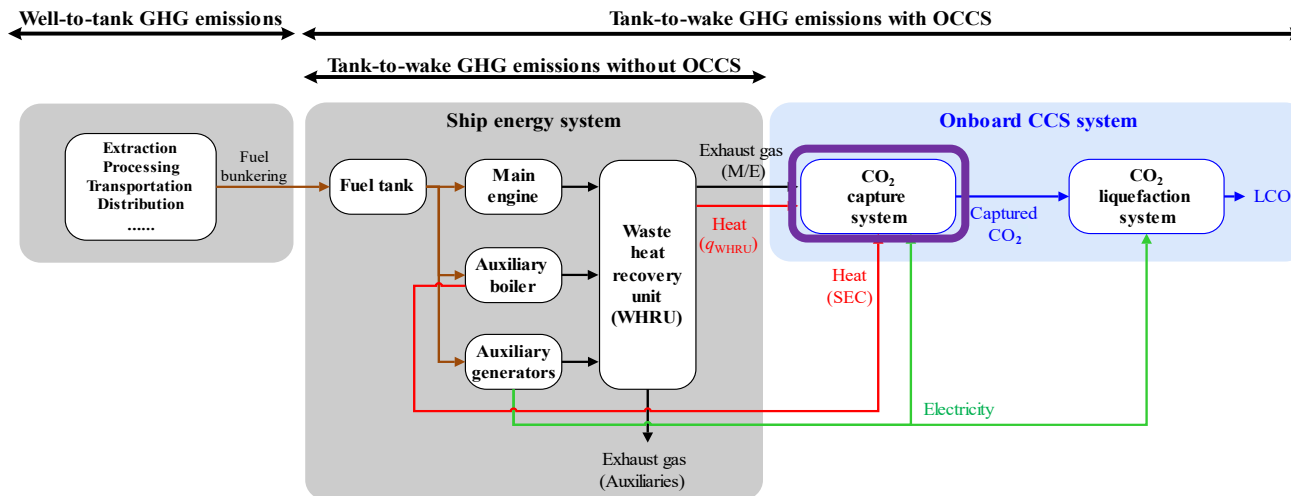 Well-to-tank GHG emissions
Tank-to-wake GHG emissions with OCCS
Tank-to-wake GHG emissions without OCCS
Ship energy system
Onboard CCS system
Extraction
Processing
Transportation
Distribution
......
Fuel
bunkering
Fuel tank
Main
engine
Auxiliary
boiler
Auxiliary
generators
Waste
heat
recovery
unit
(WHRU)
Exhaust gas
(M/E)
Heat
(qWHRU)
CO2
capture
system
Captured
CO2
CO2
liquefaction
system
LCO
Heat
(SEC)
Electricity
Exhaust gas
(Auxiliaries)